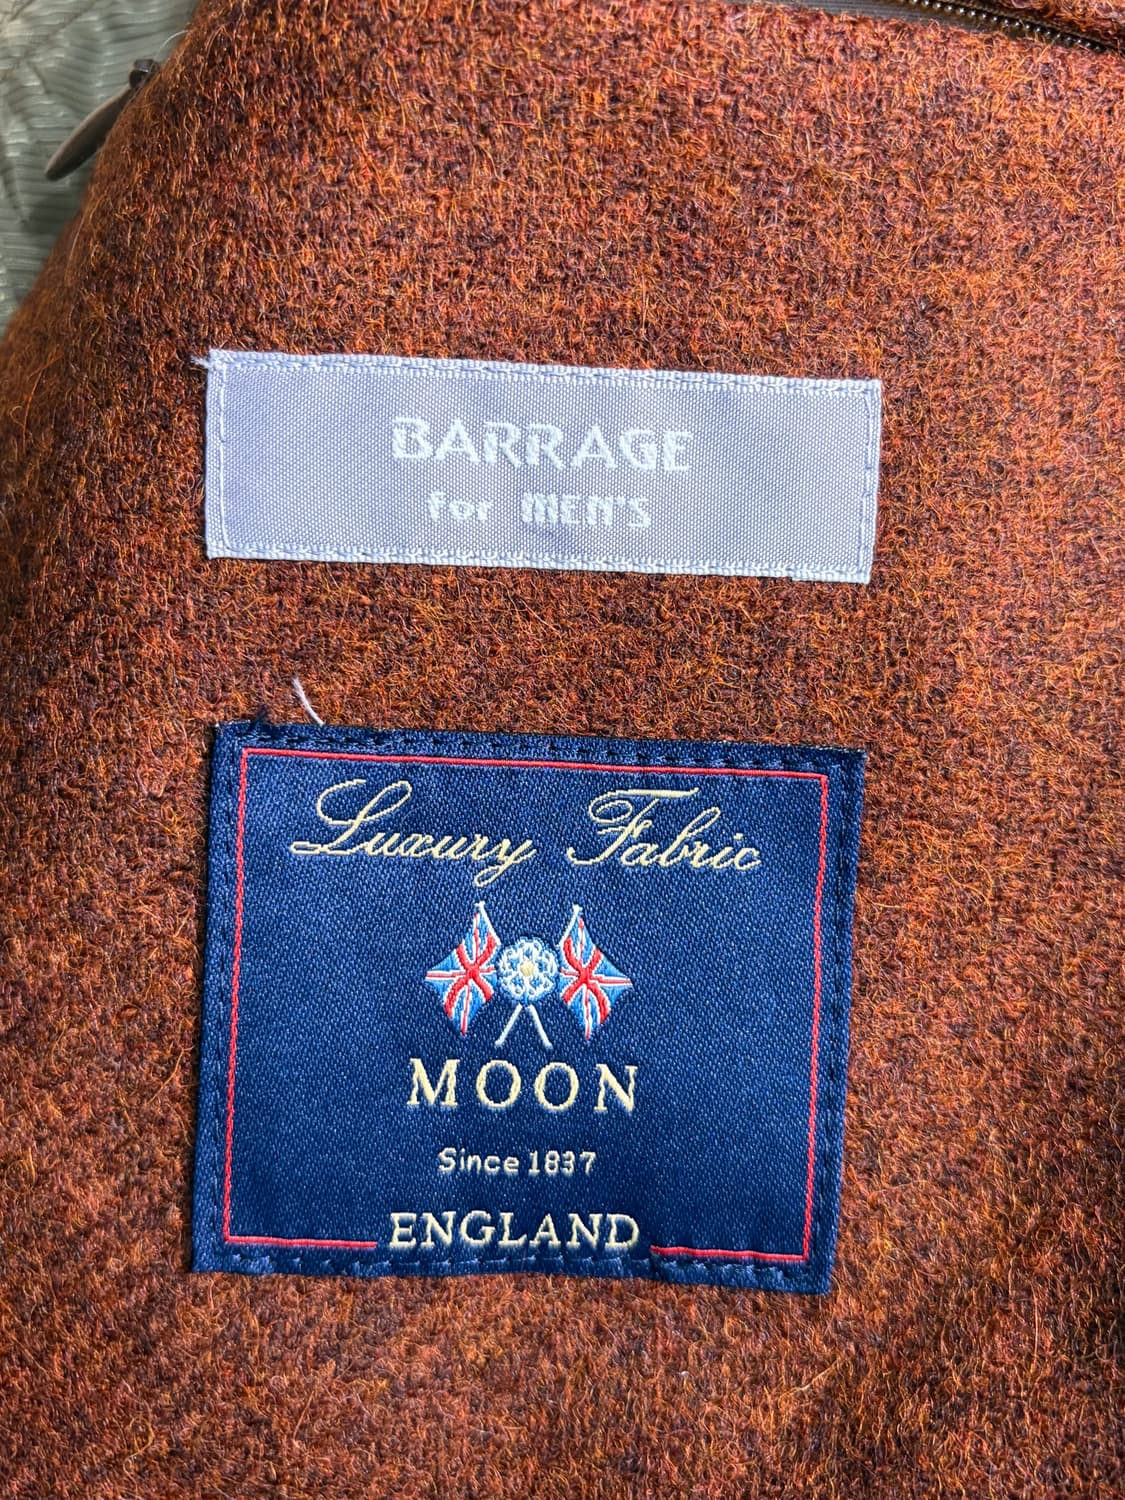 BARRAGE
for MEN'S
Luxury Fabric
MOON
Since 1837
ENGLAND